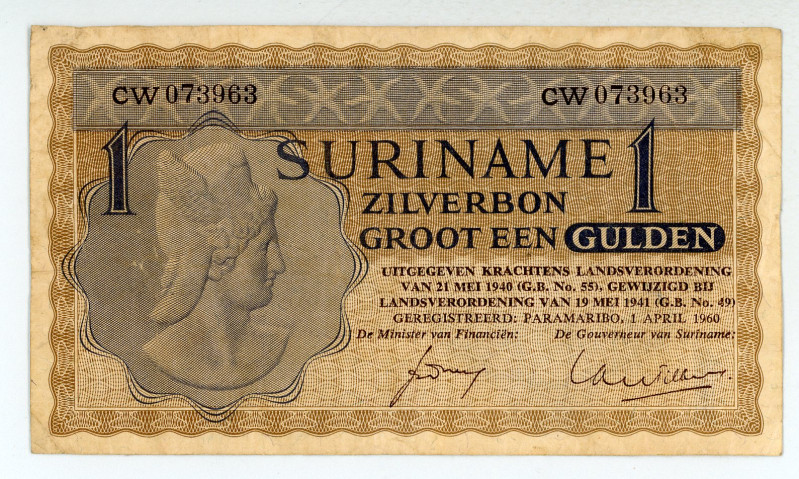 CW 073963 CW 073963
1 SURINAME 1
ZILVERBON
GROOT EEN GULDEN
UITGEGEVEN KRACHTENS LANDSVERORDENING
VAN 21 MEI 1940 (G.B. No. 55), GEWIJZIGD BIJ
LANDSVERORDENING VAN 19 MEI 1941 (G.B. No. 49)
GEREGISTREERD: PARAMARIBO, 1 APRIL 1960
De Minister van Financiën: De Gouverneur van Suriname: